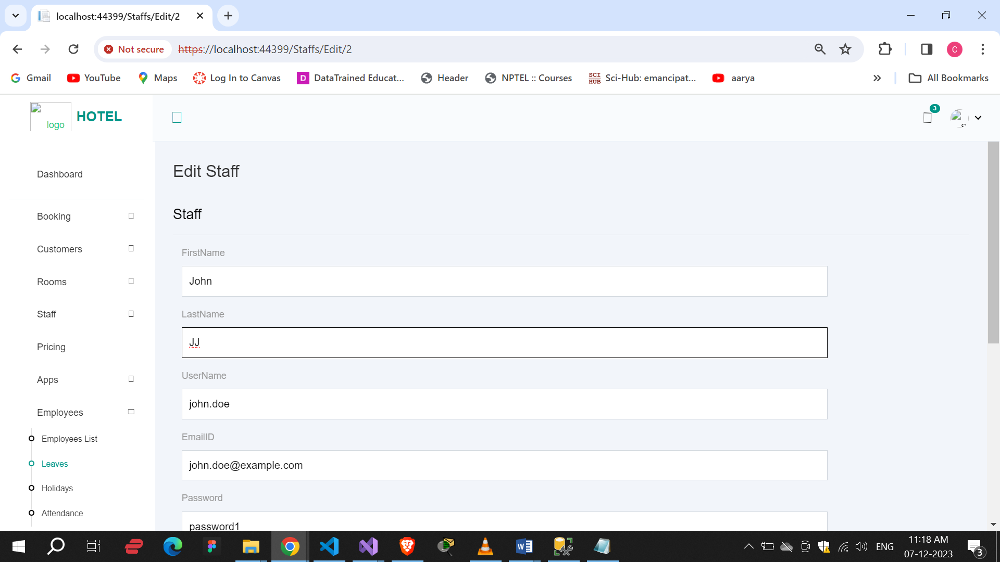 localhost:44399/Staffs/Edit/2
Not secure
https://localhost:44399/Staffs/Edit/2
C
Gmail
YouTube
Maps
Log In to Canvas
D
DataTrained Educat...
Header
NPTEL :: Courses
SCI HUB
Sci-Hub: emancipat...
aarya
All Bookmarks
logo
HOTEL
3
Dashboard
Booking
Customers
Rooms
Staff
Pricing
Apps
Employees
Employees List
Leaves
Holidays
Attendance
Edit Staff
Staff
FirstName
John
LastName
JJ
UserName
john.doe
EmailID
john.doe@example.com
Password
password1
ENG
11:18 AM
07-12-2023
3